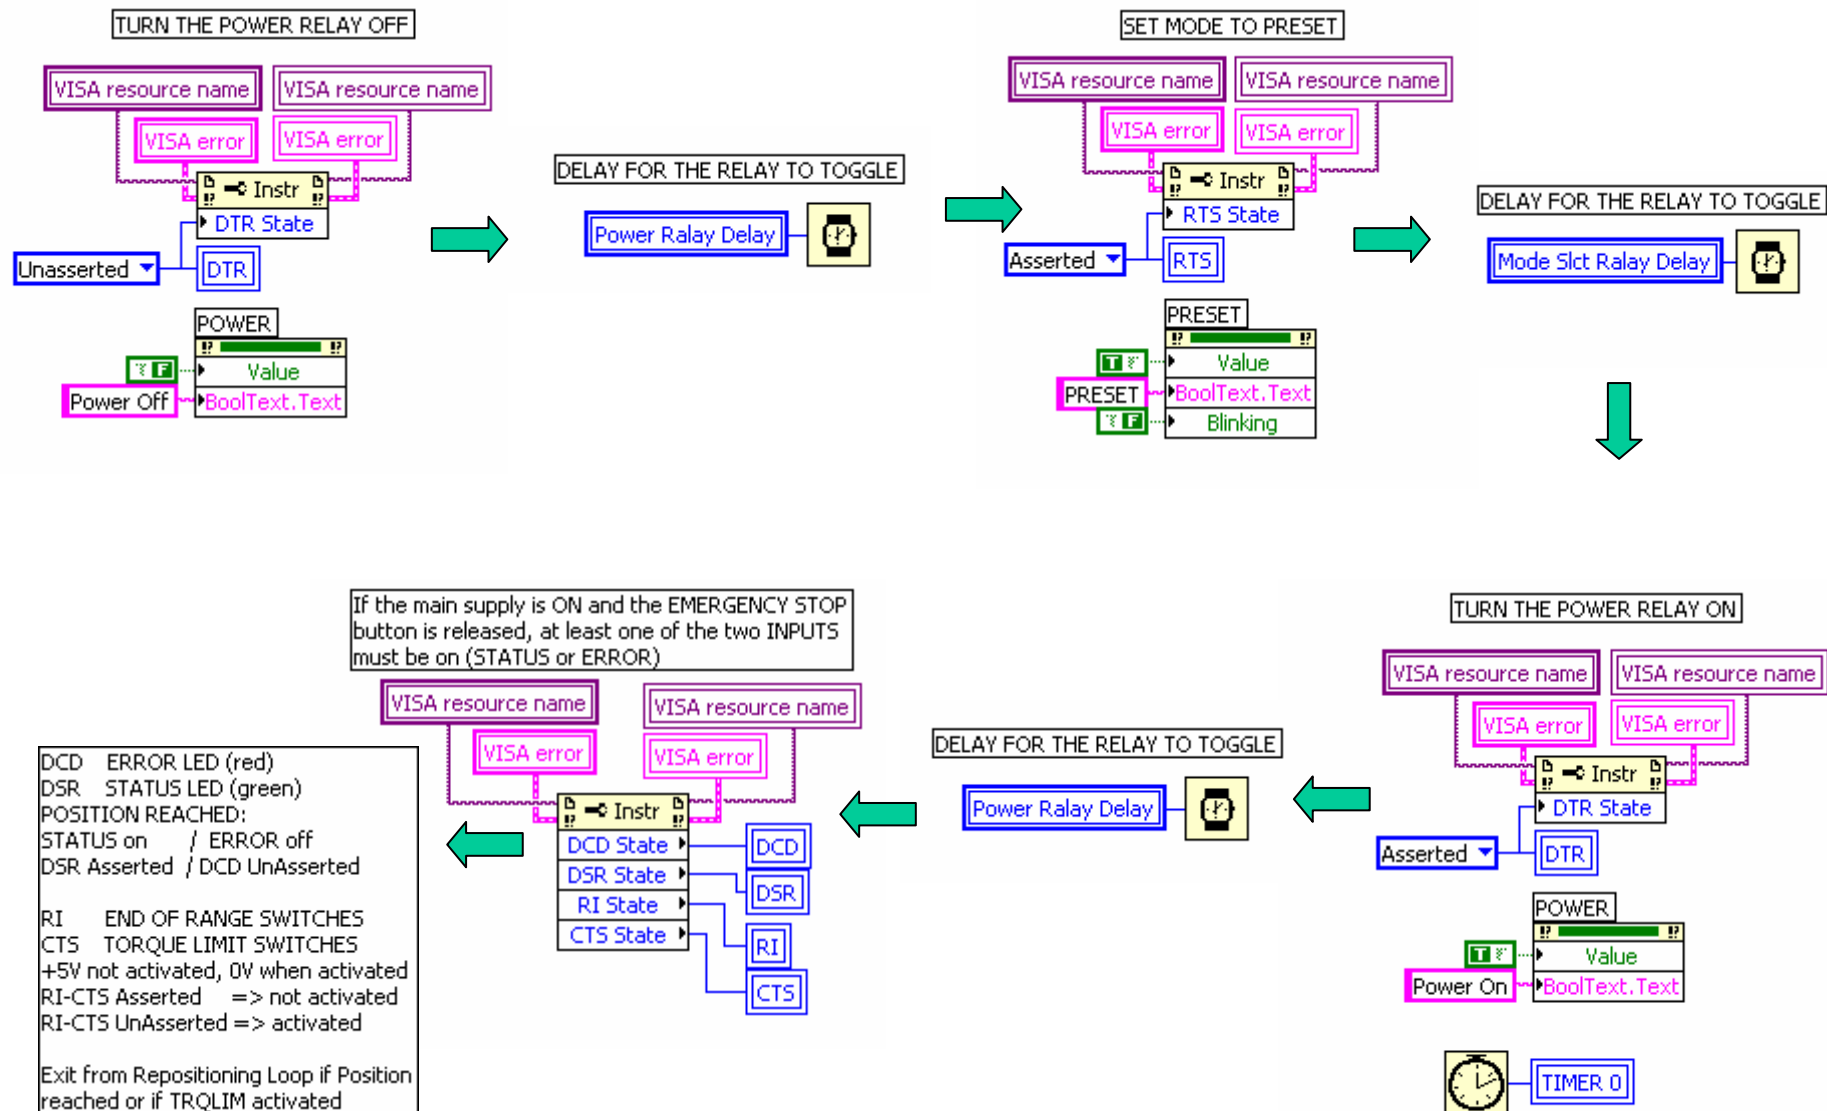 TURN THE POWER RELAY OFF
VISA resource name
VISA resource name
VISA error
VISA error
Instr
DTR State
Unasserted
DTR
POWER
F
Value
Power Off
BoolText.Text
DELAY FOR THE RELAY TO TOGGLE
Power Ralay Delay
SET MODE TO PRESET
VISA resource name
VISA resource name
VISA error
VISA error
Instr
RTS State
Asserted
RTS
PRESET
T
Value
PRESET
BoolText.Text
F
Blinking
DELAY FOR THE RELAY TO TOGGLE
Mode Slct Ralay Delay
TURN THE POWER RELAY ON
VISA resource name
VISA resource name
VISA error
VISA error
Instr
DTR State
Asserted
DTR
POWER
T
Value
Power On
BoolText.Text
TIMER 0
DELAY FOR THE RELAY TO TOGGLE
Power Ralay Delay
If the main supply is ON and the EMERGENCY STOP
button is released, at least one of the two INPUTS
must be on (STATUS or ERROR)
VISA resource name
VISA resource name
VISA error
VISA error
Instr
DCD State
DCD
DSR State
DSR
RI State
RI
CTS State
CTS
DCD ERROR LED (red)
DSR STATUS LED (green)
POSITION REACHED:
STATUS on / ERROR off
DSR Asserted / DCD UnAsserted
RI END OF RANGE SWITCHES
CTS TORQUE LIMIT SWITCHES
+5V not activated, 0V when activated
RI-CTS Asserted => not activated
RI-CTS UnAsserted => activated
Exit from Repositioning Loop if Position
reached or if TRQLIM activated